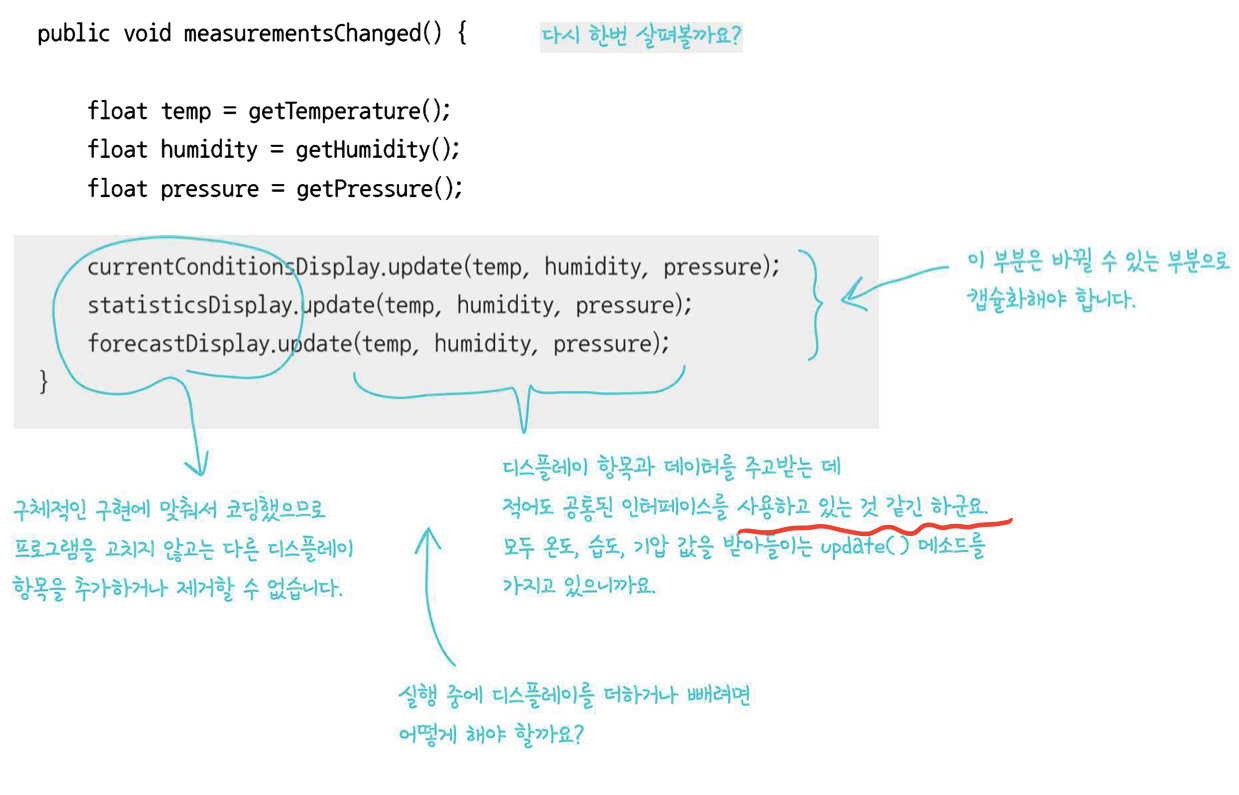 public void measurementsChanged() {
다시 한번 살펴볼까요?
float temp = getTemperature();
float humidity = getHumidity();
float pressure = getPressure();
currentConditionsDisplay.update(temp, humidity, pressure);
statisticsDisplay.update(temp, humidity, pressure);
forecastDisplay.update(temp, humidity, pressure);
}
이 부분은 바뀔 수 있는 부분으로
캡슐화해야 합니다.
구체적인 구현에 맞춰서 코딩했으므로
프로그램을 고치지 않고는 다른 디스플레이
항목을 추가하거나 제거할 수 없습니다.
디스플레이 항목과 데이터를 주고받는 데
적어도 공통된 인터페이스를 사용하고 있는 것 같긴 하군요.
모두 온도, 습도, 기압 값을 받아들이는 update() 메소드를
가지고 있으니까요.
실행 중에 디스플레이를 더하거나 빼려면
어떻게 해야 할까요?